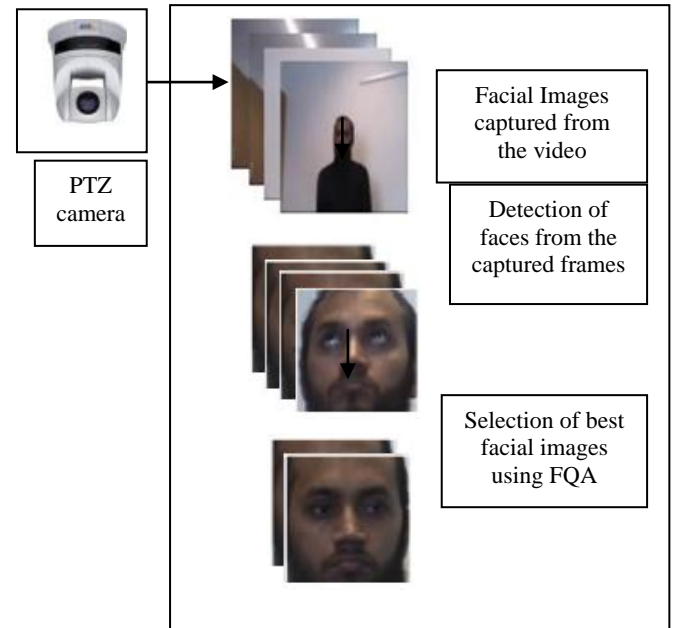 PTZ
camera
Facial Images
captured from
the video
Detection of
faces from the
captured frames
Selection of best
facial images
using FQA